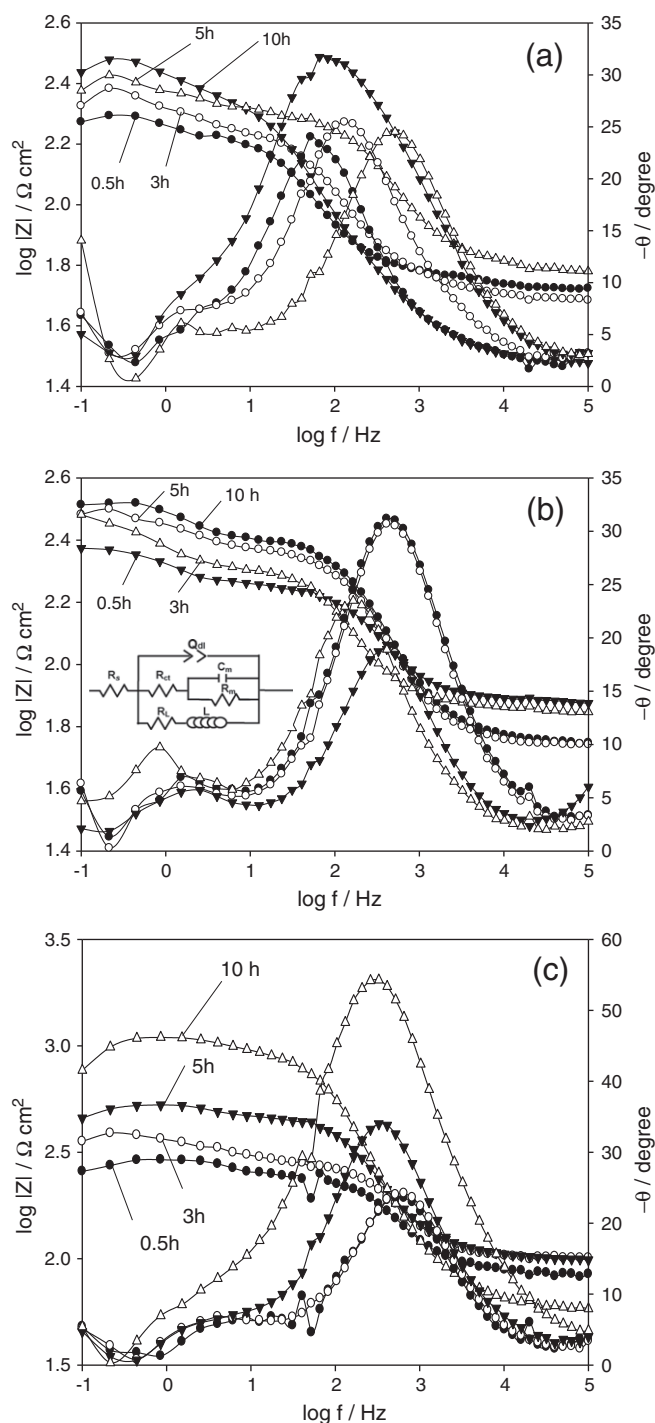 (a)
log |Z| / Ω cm²
2.6
2.4
2.2
2.0
1.8
1.6
1.4
5h
10h
0.5h
3h
35
30
25
20
15
10
5
0
−θ / degree
-1 0 1 2 3 4 5
log f / Hz
(b)
log |Z| / Ω cm²
2.6
2.4
2.2
2.0
1.8
1.6
1.4
5h
10 h
0.5h
3h
Qdl
Rs
Rct
Cm
Rm
RL
L
35
30
25
20
15
10
5
0
−θ / degree
-1 0 1 2 3 4 5
log f / Hz
(c)
log |Z| / Ω cm²
3.5
3.0
2.5
2.0
1.5
10 h
5h
3h
0.5h
60
50
40
30
20
10
0
−θ / degree
-1 0 1 2 3 4 5
log f / Hz